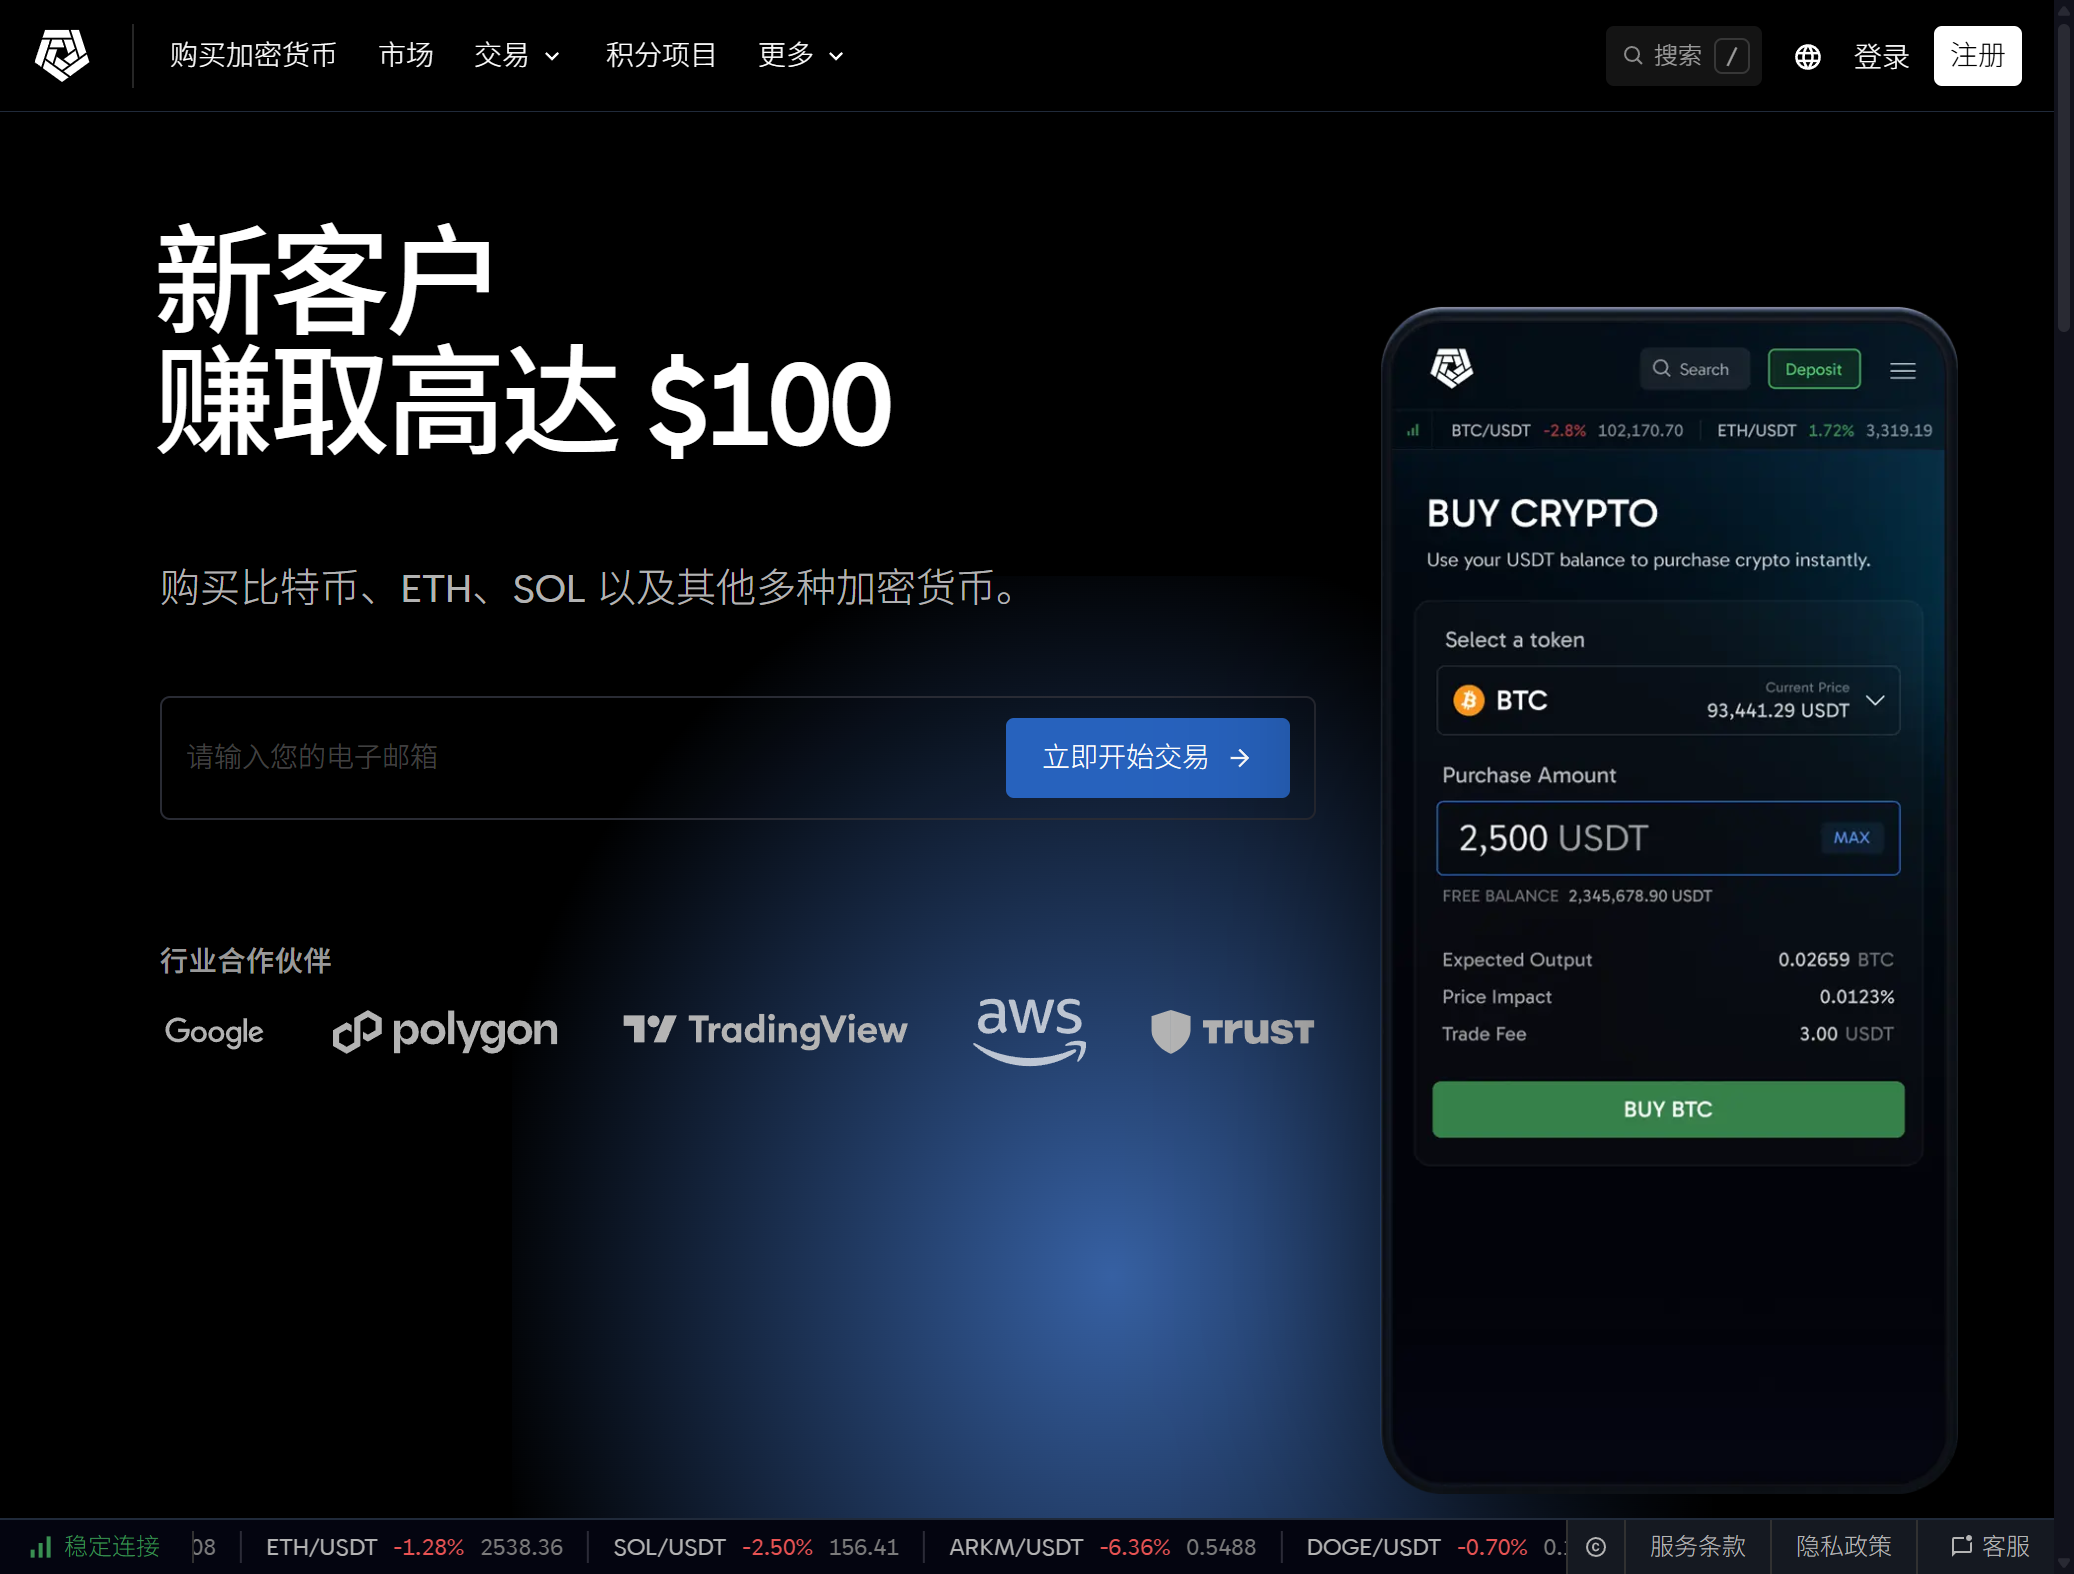 购买加密货币 市场 交易 积分项目 更多 搜索 / 登录 注册
新客户
赚取高达 $100
购买比特币、ETH、SOL 以及其他多种加密货币。
请输入您的电子邮箱 立即开始交易
行业合作伙伴
Google polygon TradingView aws TRUST
Search Deposit
BTC/USDT -2.8% 102,170.70 ETH/USDT 1.72% 3,319.19
BUY CRYPTO
Use your USDT balance to purchase crypto instantly.
Select a token
BTC Current Price
93,441.29 USDT
Purchase Amount
2,500 USDT MAX
FREE BALANCE 2,345,678.90 USDT
Expected Output 0.02659 BTC
Price Impact 0.0123%
Trade Fee 3.00 USDT
BUY BTC
稳定连接 08 ETH/USDT -1.28% 2538.36 SOL/USDT -2.50% 156.41 ARKM/USDT -6.36% 0.5488 DOGE/USDT -0.70% © 服务条款 隐私政策 客服